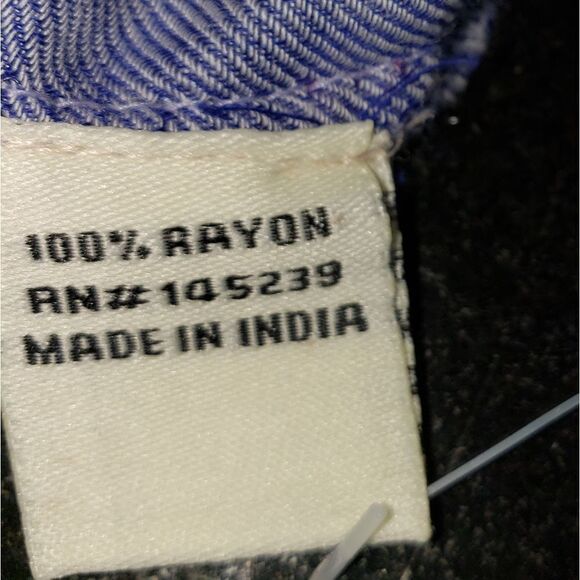 100% RAYON
RN# 145239
MADE IN INDIA